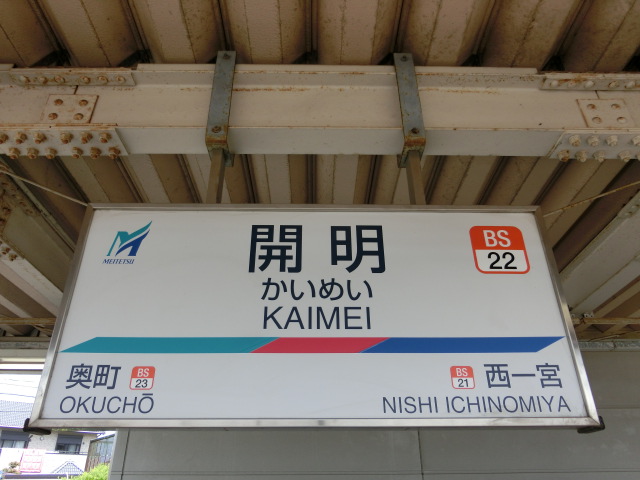 MEITETSU
開明
BS
22
かいめい
KAIMEI
奥町 BS 23
OKUCHŌ
BS 21 西一宮
NISHI ICHINOMIYA